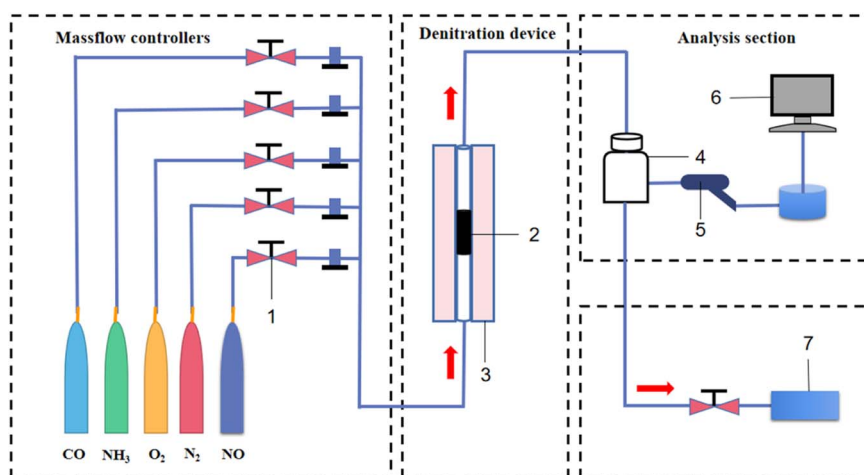 Massflow controllers
Denitration device
Analysis section
6
4
5
2
1
3
7
CO NH₃ O₂ N₂ NO